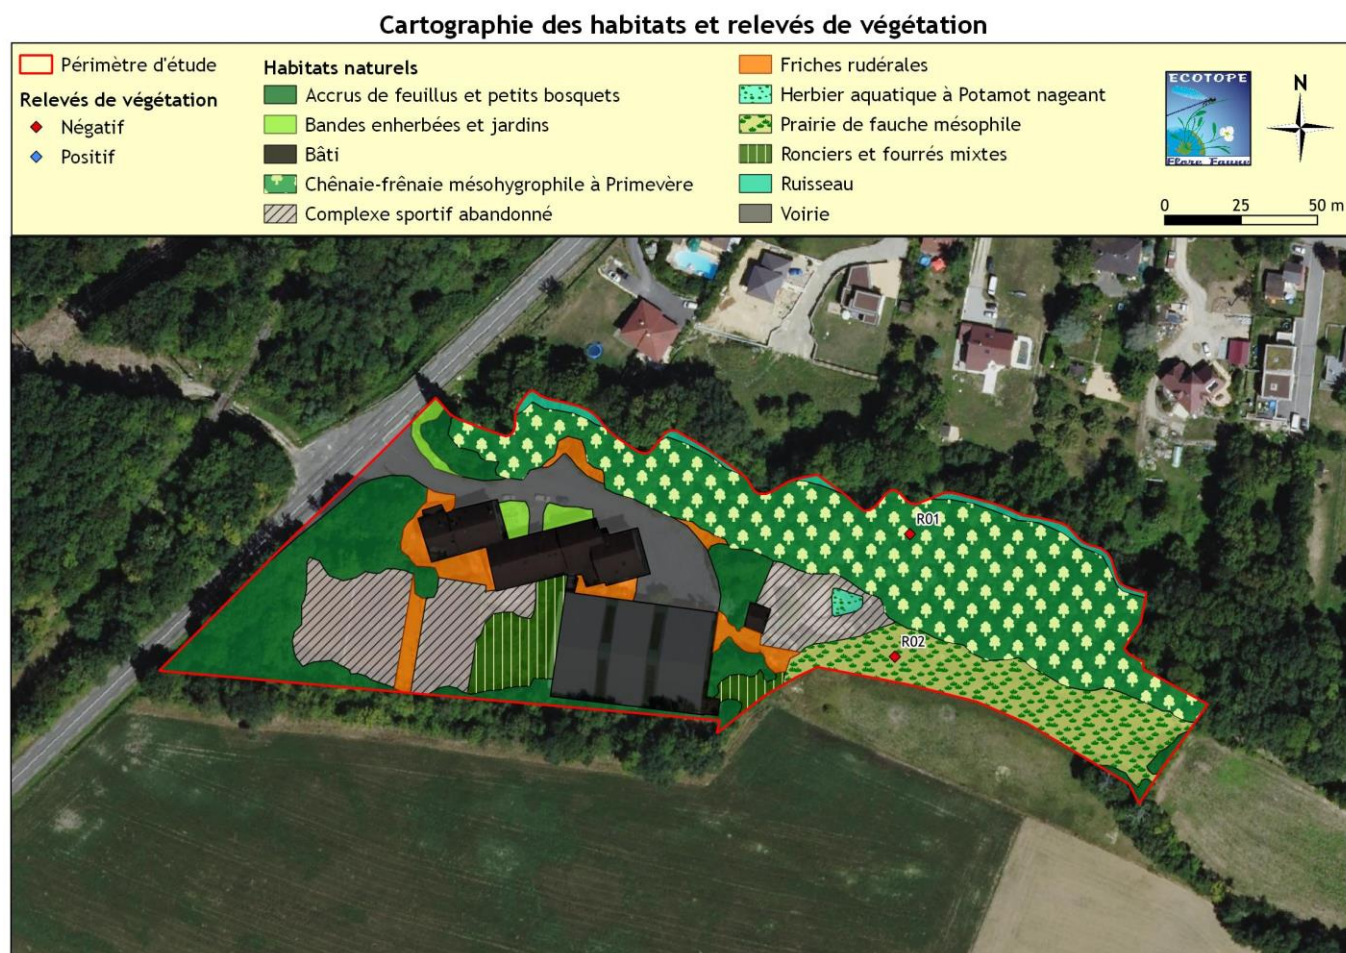 Cartographie des habitats et relevés de végétation
Périmètre d'étude
Relevés de végétation
Négatif
Positif
Habitats naturels
Accrus de feuillus et petits bosquets
Bandes enherbées et jardins
Bâti
Chênaie-frênaie mésohygrophile à Primevère
Complexe sportif abandonné
Friches rudérales
Herbier aquatique à Potamot nageant
Prairie de fauche mésophile
Ronciers et fourrés mixtes
Ruisseau
Voirie
ECOTOPE
Flore Faune
N
0 25 50 m
R01
R02